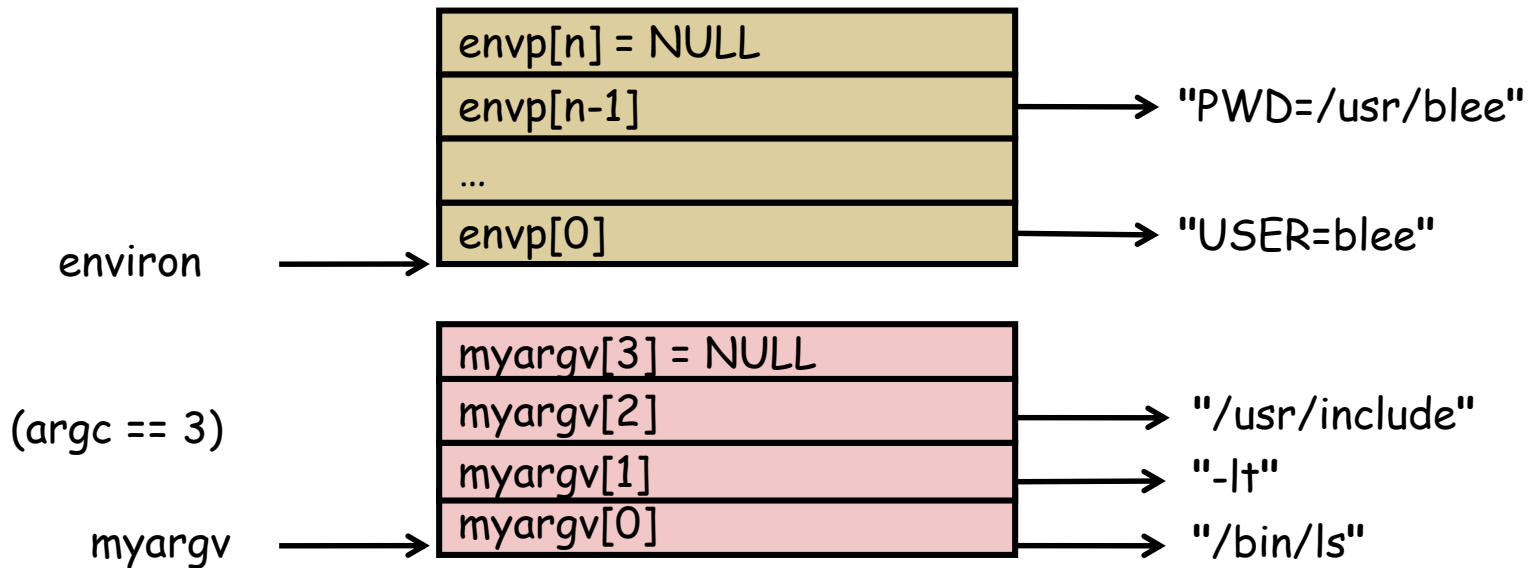 envp[n] = NULL
envp[n-1]
"PWD=/usr/blee"
…
envp[0]
"USER=blee"
environ
myargv[3] = NULL
myargv[2]
"/usr/include"
(argc == 3)
myargv[1]
"-lt"
myargv[0]
"/bin/ls"
myargv